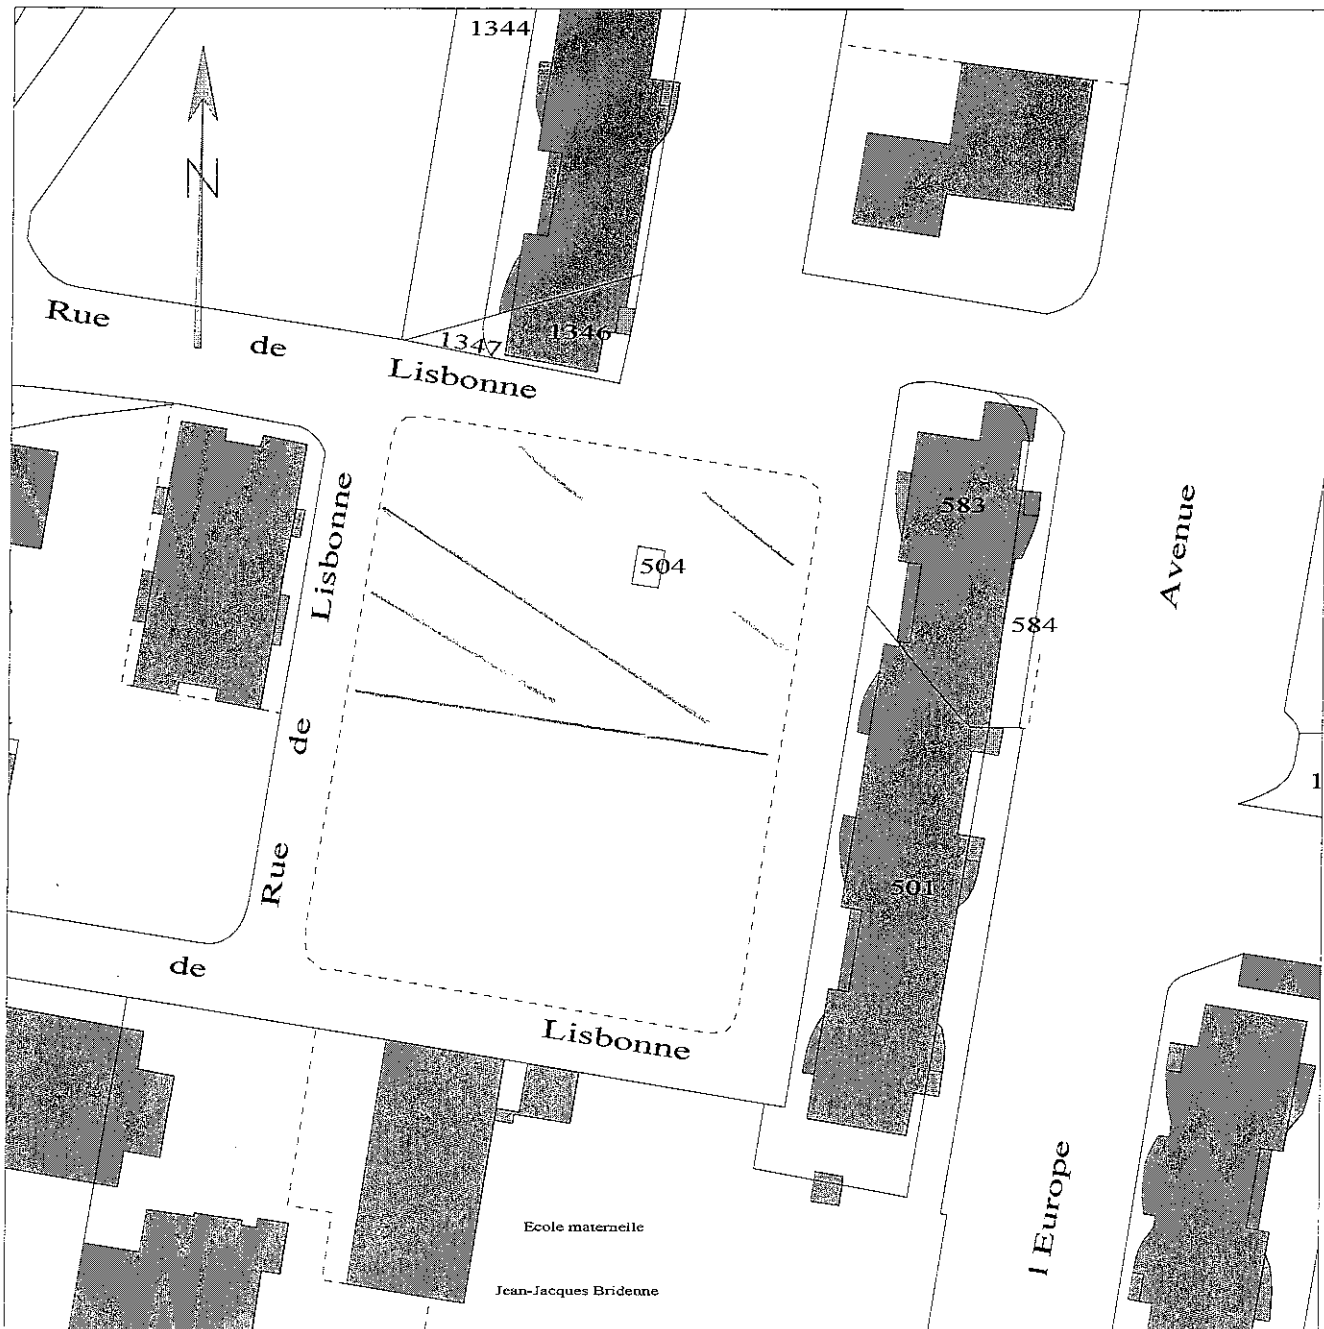 1344
N
Rue
de
Lisbonne
1347
1346
Lisbonne
de
Rue
504
583
584
Avenue
1
501
de
Lisbonne
l Europe
Ecole maternelle
Jean-Jacques Bridenne